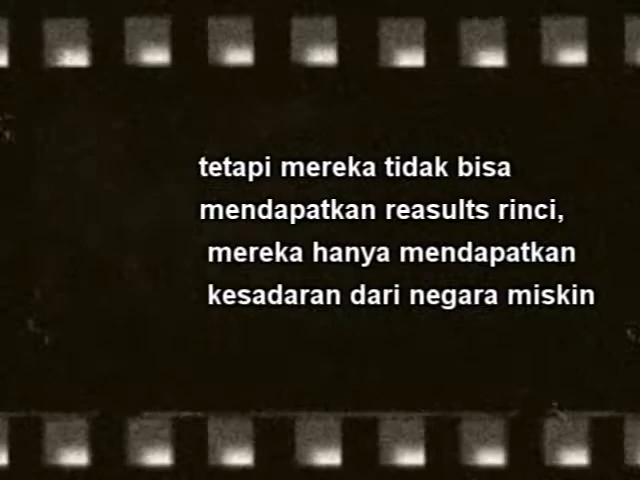 tetapi mereka tidak bisa
mendapatkan reasults rinci,
mereka hanya mendapatkan
kesadaran dari negara miskin